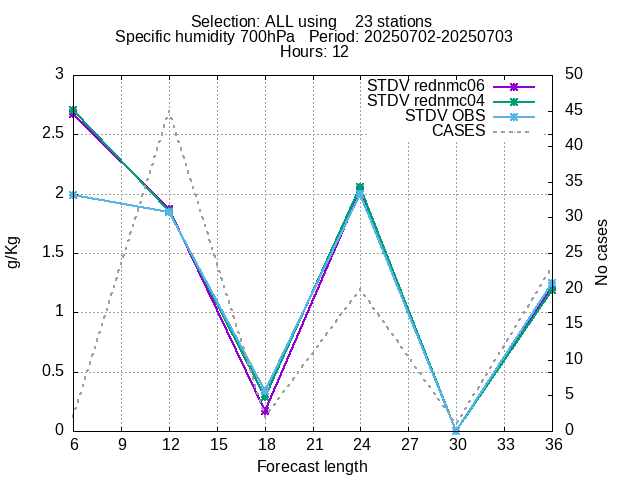 Selection: ALL using    23 stations
Specific humidity 700hPa   Period: 20250702-20250703
Hours: 12
STDV rednmc06
STDV rednmc04
STDV OBS
CASES
3
2.5
2
1.5
1
0.5
0
50
45
40
35
30
25
20
15
10
5
0
g/Kg
No cases
6 9 12 15 18 21 24 27 30 33 36
Forecast length